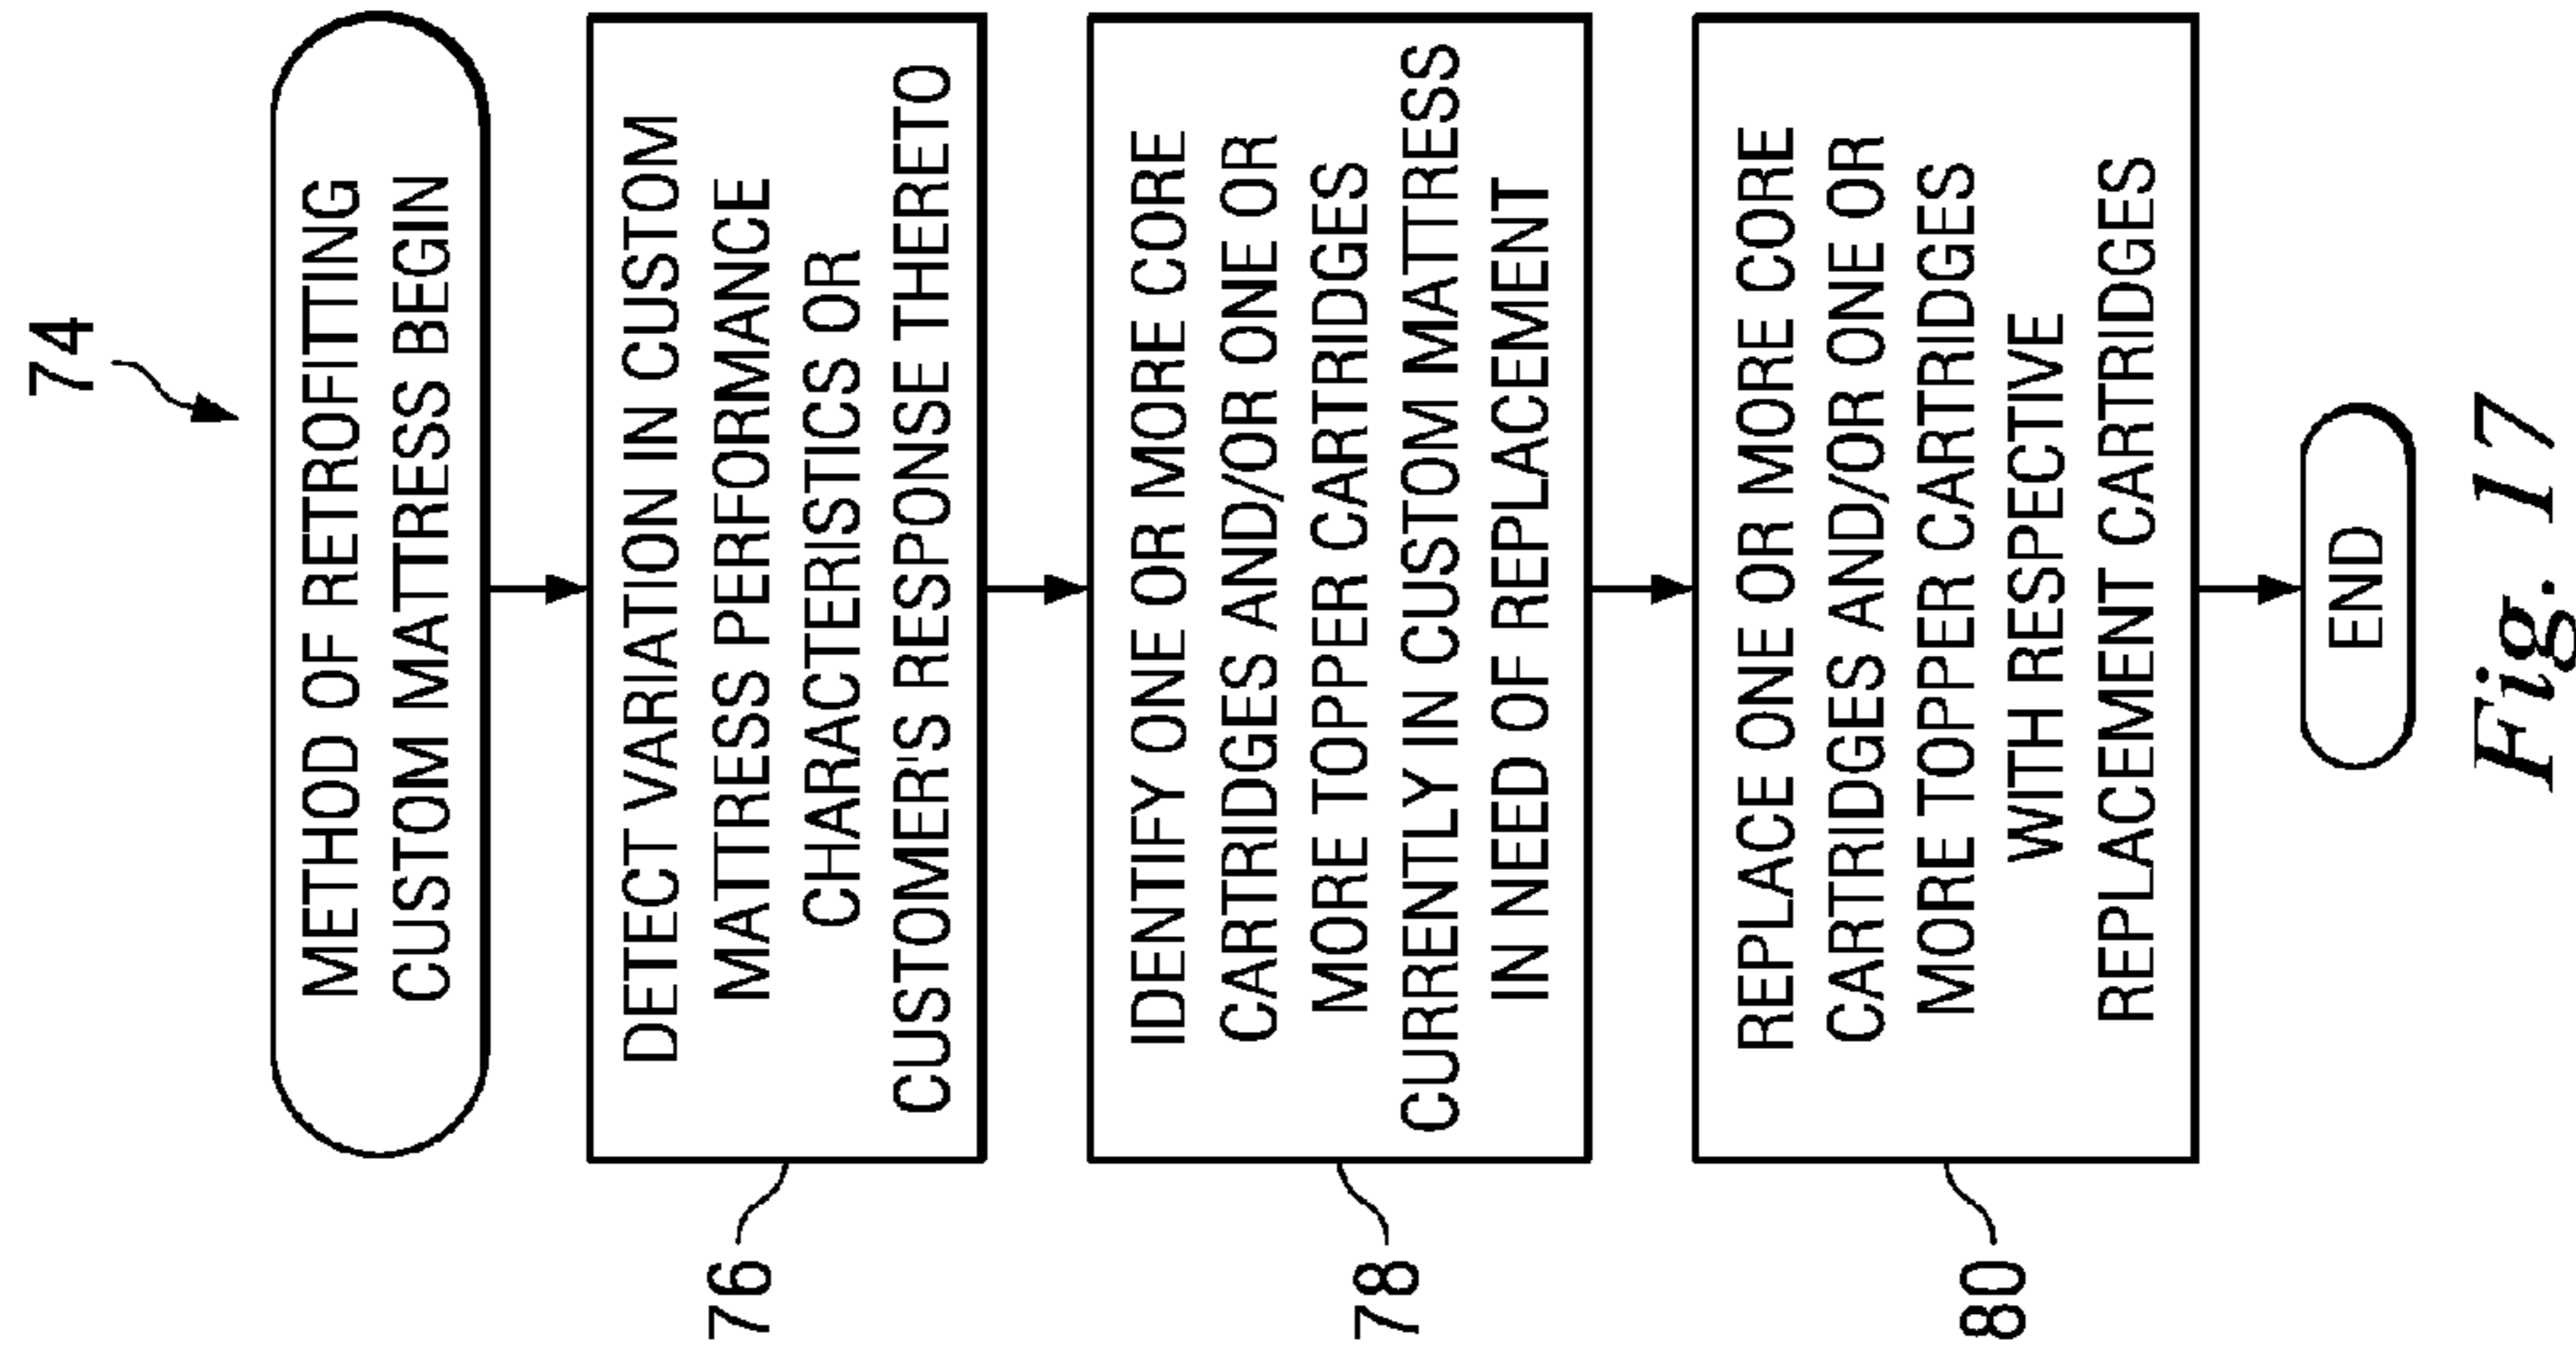 74
METHOD OF RETROFITTING
CUSTOM MATTRESS BEGIN
76
DETECT VARIATION IN CUSTOM
MATTRESS PERFORMANCE
CHARACTERISTICS OR
CUSTOMER'S RESPONSE THERETO
78
IDENTIFY ONE OR MORE CORE
CARTRIDGES AND/OR ONE OR
MORE TOPPER CARTRIDGES
CURRENTLY IN CUSTOM MATTRESS
IN NEED OF REPLACEMENT
80
REPLACE ONE OR MORE CORE
CARTRIDGES AND/OR ONE OR
MORE TOPPER CARTRIDGES
WITH RESPECTIVE
REPLACEMENT CARTRIDGES
END
Fig. 17